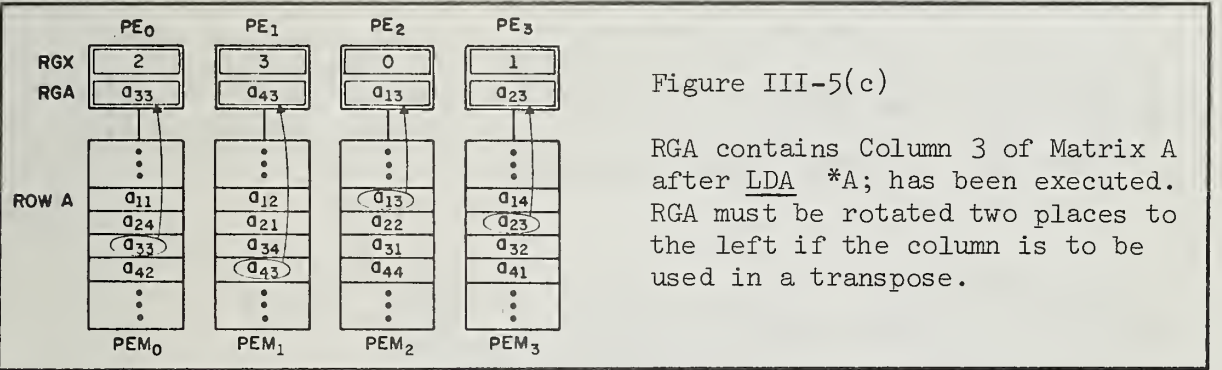 PE0 PE1 PE2 PE3
RGX 2 3 0 1
RGA a33 a43 a13 a23
ROW A a11 a12 a13 a14
a24 a21 a22 a23
a33 a34 a31 a32
a42 a43 a44 a41
PEM0 PEM1 PEM2 PEM3
Figure III-5(c)
RGA contains Column 3 of Matrix A
after LDA *A; has been executed.
RGA must be rotated two places to
the left if the column is to be
used in a transpose.